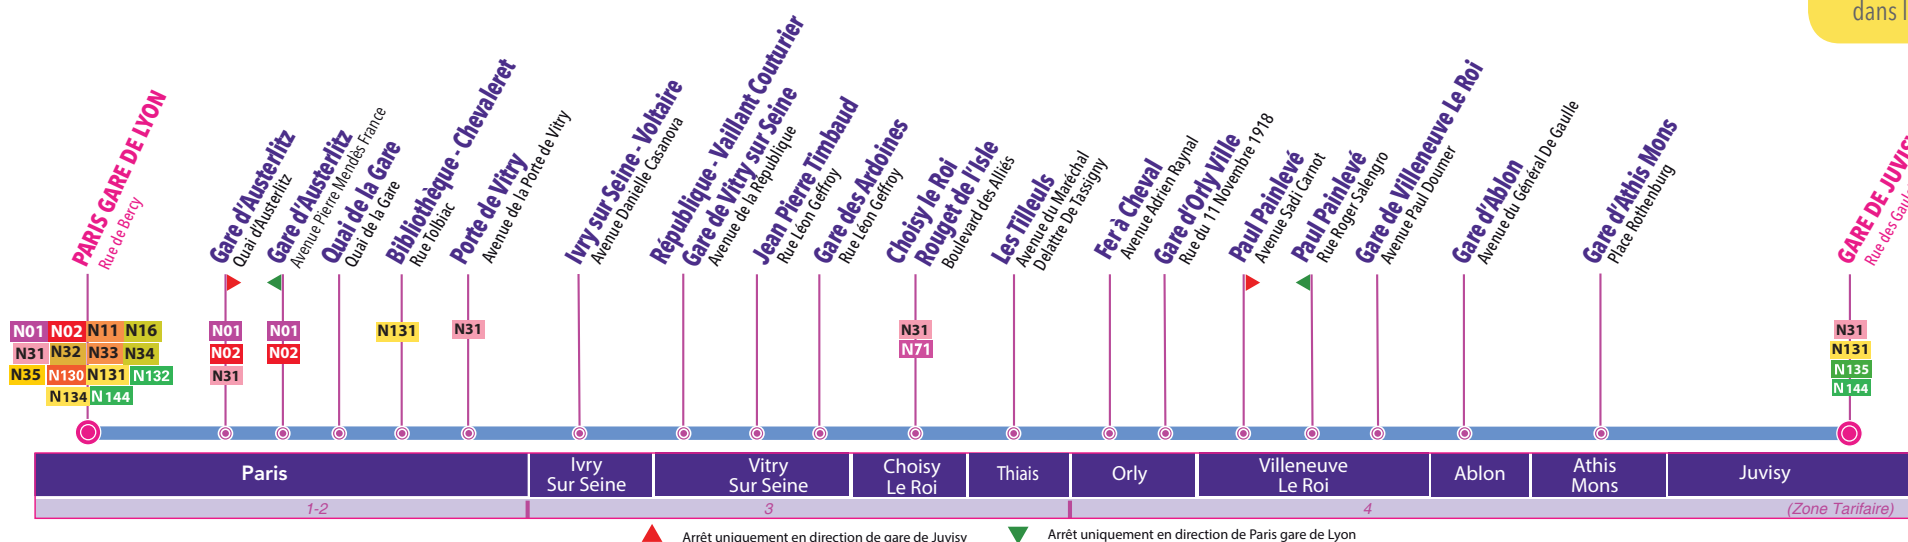 dans l
PARIS GARE DE LYON
Rue de Bercy
Gare d'Austerlitz
Quai d'Austerlitz
Gare d'Austerlitz
Avenue Pierre Mendès France
Quai de la Gare
Quai de la Gare
Bibliothèque - Chevaleret
Rue Tolbiac
Porte de Vitry
Avenue de la Porte de Vitry
Ivry sur Seine - Voltaire
Avenue Danielle Casanova
République - Vaillant Couturier
Gare de Vitry sur Seine
Avenue de la République
Jean Pierre Timbaud
Rue Léon Geffroy
Gare des Ardoines
Rue Léon Geffroy
Choisy le Roi
Rouget de l'Isle
Boulevard des Alliés
Les Tilleuls
Avenue du Maréchal
Delattre De Tassigny
Fer à Cheval
Avenue Adrien Raynal
Gare d'Orly Ville
Rue du 11 Novembre 1918
Paul Painlevé
Avenue Sadi Carnot
Paul Painlevé
Rue Roger Salengro
Gare de Villeneuve Le Roi
Avenue Paul Doumer
Gare d'Ablon
Avenue du Général De Gaulle
Gare d'Athis Mons
Place Rothenburg
GARE DE JUVISY
Rue des Gaul
N01 N02 N11 N16
N31 N32 N33 N34
N35 N130 N131 N132
N134 N144
N01
N02
N31
N01
N02
N131
N31
N31
N71
N31
N131
N135
N144
Paris
Ivry
Sur Seine
Vitry
Sur Seine
Choisy
Le Roi
Thiais
Orly
Villeneuve
Le Roi
Ablon
Athis
Mons
Juvisy
1-2
3
4
(Zone Tarifaire)
Arrêt uniquement en direction de gare de Juvisy
Arrêt uniquement en direction de Paris gare de Lyon